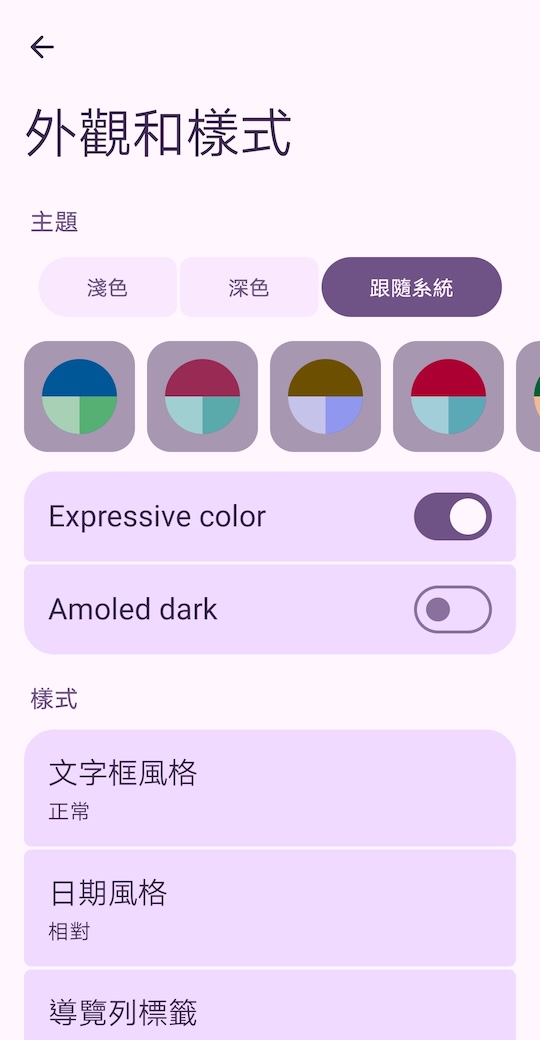 外觀和樣式
主題
淺色 深色 跟隨系統
Expressive color
Amoled dark
樣式
文字框風格
正常
日期風格
相對
導覽列標籤